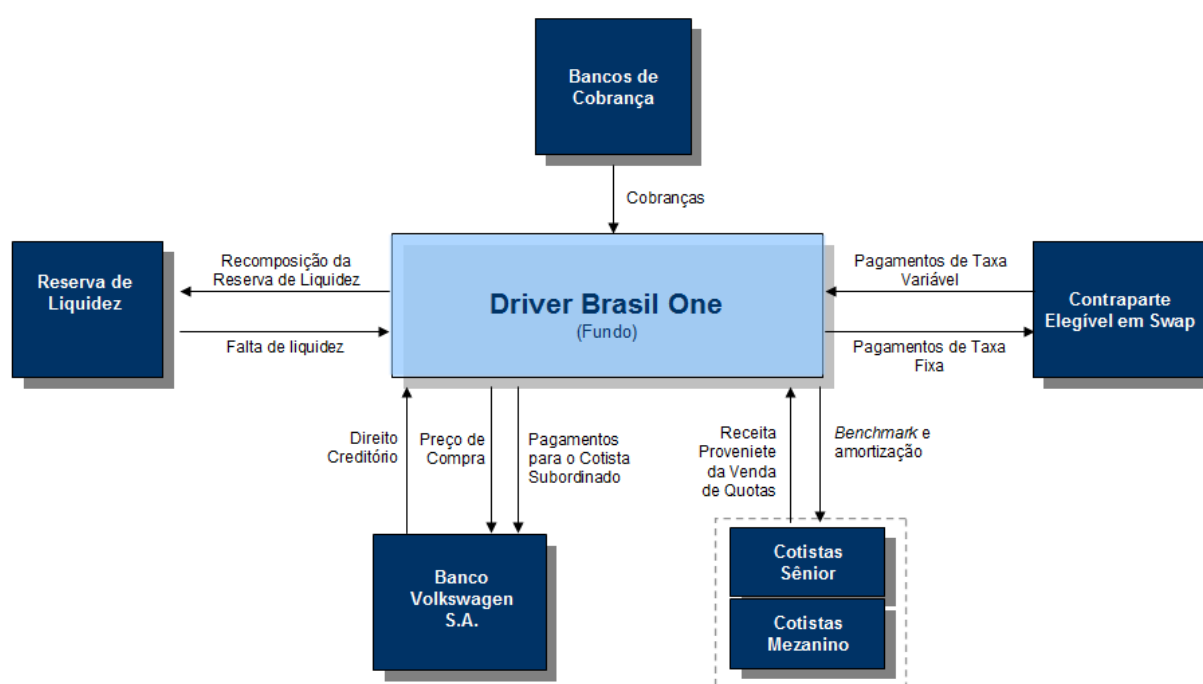 Bancos de
Cobrança
Cobranças
Reserva de
Liquidez
Recomposição da
Reserva de Liquidez
Falta de liquidez
Driver Brasil One
(Fundo)
Pagamentos de Taxa
Variável
Pagamentos de Taxa
Fixa
Contraparte
Elegível em Swap
Direito
Creditório
Preço de
Compra
Pagamentos
para o Cotista
Subordinado
Receita
Proveniete
da Venda
de Quotas
Benchmark e
amortização
Banco
Volkswagen
S.A.
Cotistas
Sênior
Cotistas
Mezanino